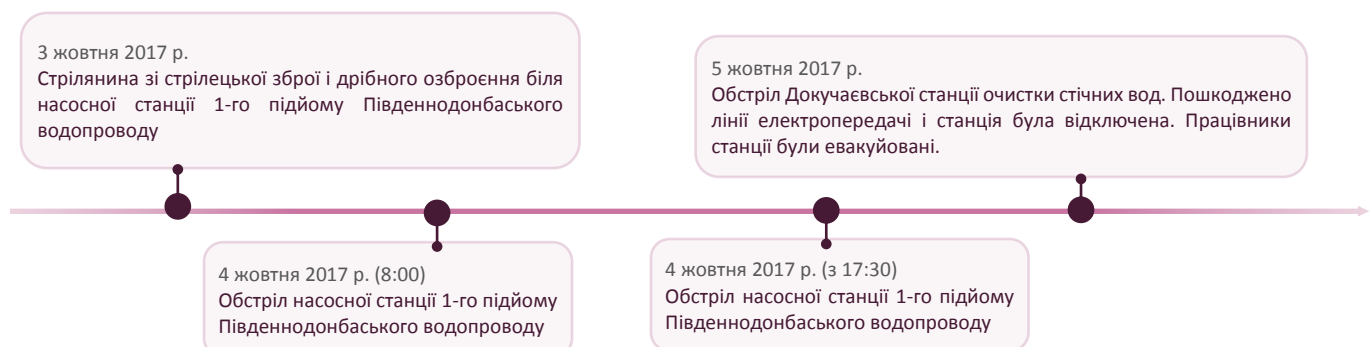 3 жовтня 2017 р.
Стрілянина зі стрілецької зброї і дрібного озброєння біля
насосної станції 1-го підйому Південнодонбаського
водопроводу
4 жовтня 2017 р. (8:00)
Обстріл насосної станції 1-го підйому
Південнодонбаського водопроводу
4 жовтня 2017 р. (з 17:30)
Обстріл насосної станції 1-го підйому
Південнодонбаського водопроводу
5 жовтня 2017 р.
Обстріл Докучаєвської станції очистки стічних вод. Пошкоджено
лінії електропередачі і станція була відключена. Працівники
станції були евакуйовані.